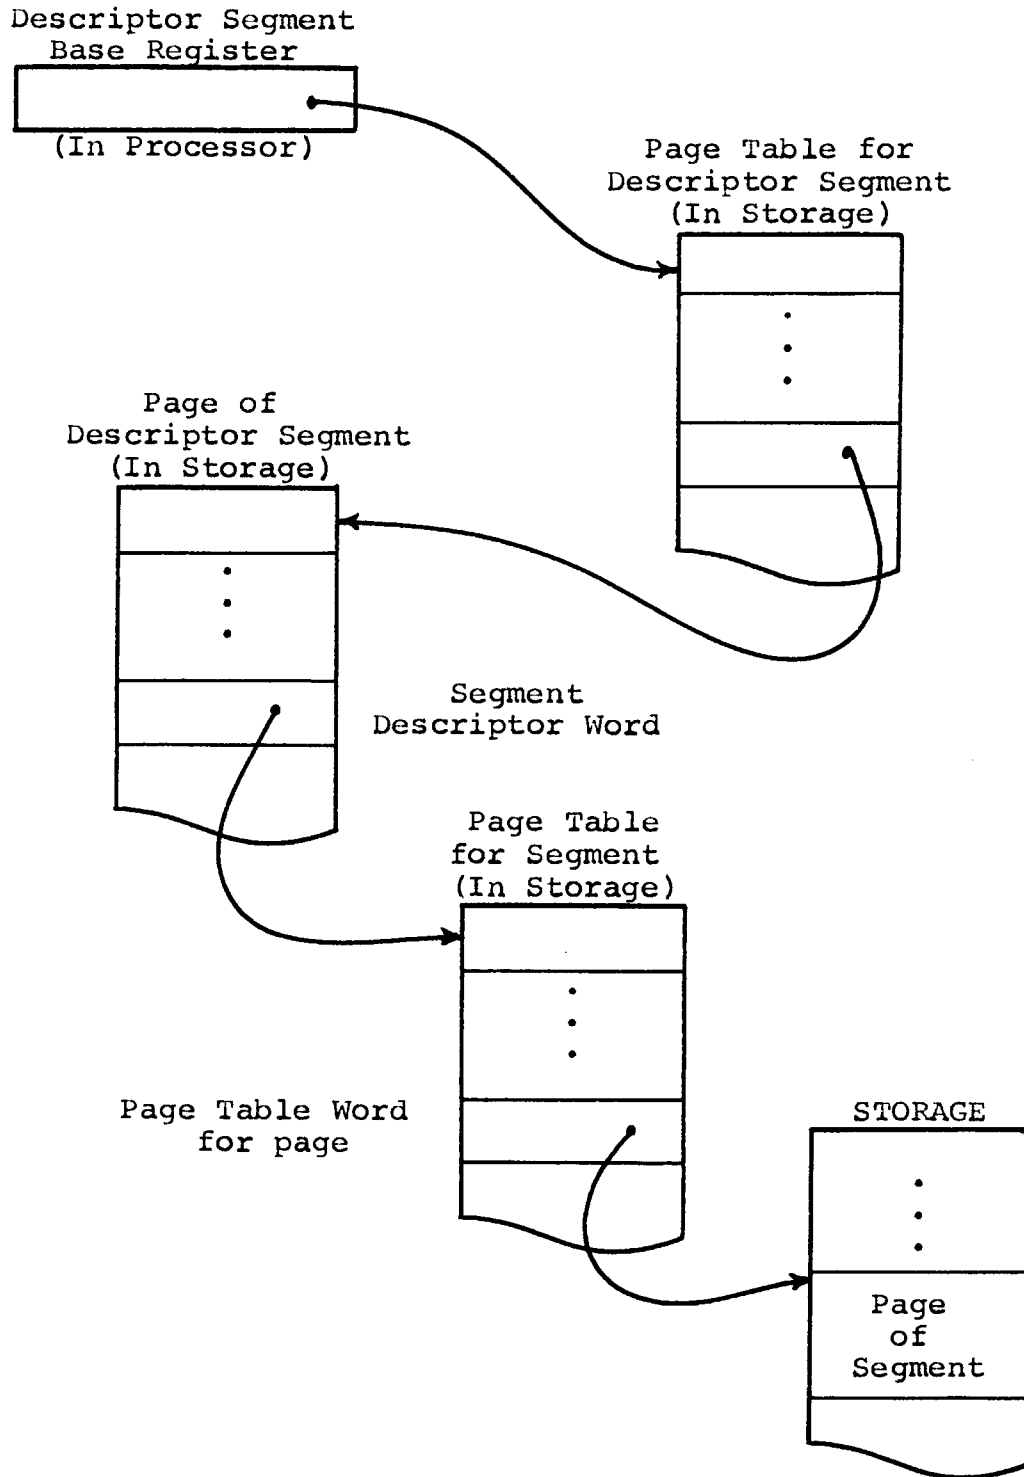 Descriptor Segment
Base Register
(In Processor)
Page Table for
Descriptor Segment
(In Storage)
Page of
Descriptor Segment
(In Storage)
Segment
Descriptor Word
Page Table
for Segment
(In Storage)
Page Table Word
for page
STORAGE
Page
of
Segment